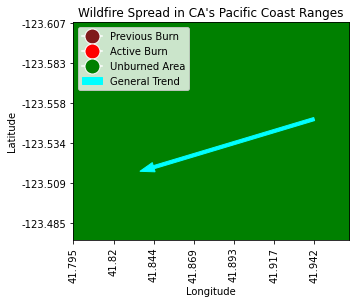 Wildfire Spread in CA's Pacific Coast Ranges
Previous Burn
Active Burn
Unburned Area
General Trend
Latitude
-123.607
-123.583
-123.558
-123.534
-123.509
-123.485
41.795
41.82
41.844
41.869
41.893
41.917
41.942
Longitude